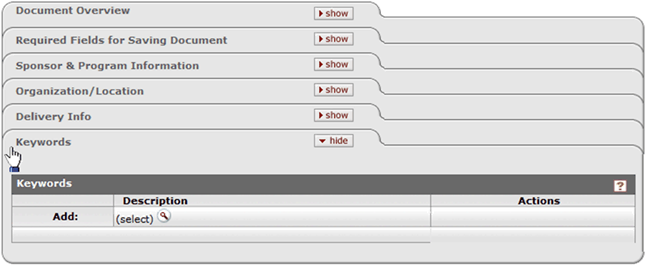 Document Overview show
Required Fields for Saving Document show
Sponsor & Program Information show
Organization/Location show
Delivery Info show
Keywords hide
Keywords ?
Description Actions
Add: (select)